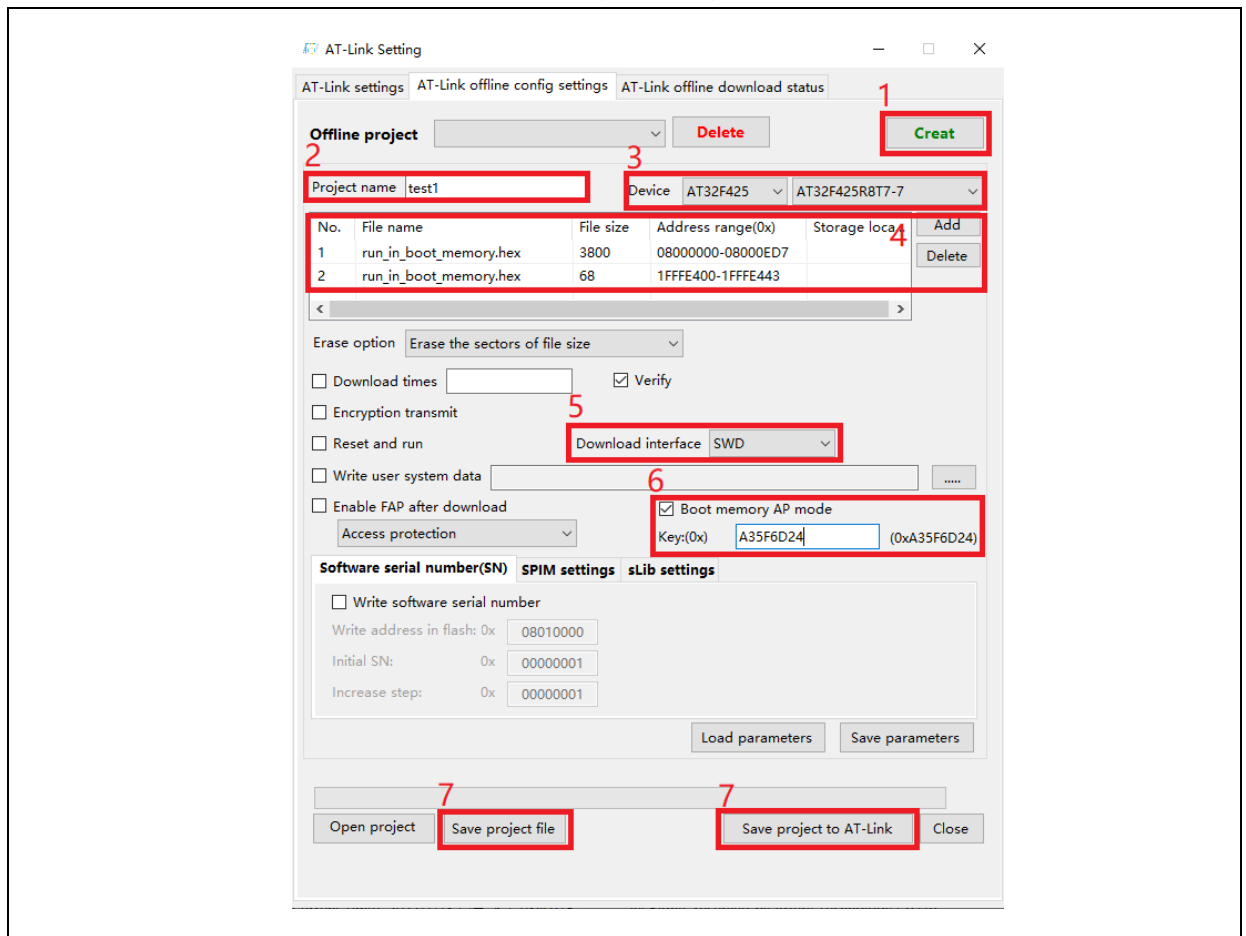 AT-Link Setting
AT-Link settings AT-Link offline config settings AT-Link offline download status
1
Offline project Delete Creat
2 3
Project name test1 Device AT32F425 AT32F425R8T7-7
No. File name File size Address range(0x) Storage loca Add
4
1 run_in_boot_memory.hex 3800 08000000-08000ED7 Delete
2 run_in_boot_memory.hex 68 1FFFE400-1FFFE443
Erase option Erase the sectors of file size
Download times Verify
Encryption transmit 5
Reset and run Download interface SWD
Write user system data .....
6
Enable FAP after download Boot memory AP mode
Access protection Key:(0x) A35F6D24 (0xA35F6D24)
Software serial number(SN) SPIM settings sLib settings
Write software serial number
Write address in flash: 0x 08010000
Initial SN: 0x 00000001
Increase step: 0x 00000001
Load parameters Save parameters
7 7
Open project Save project file Save project to AT-Link Close